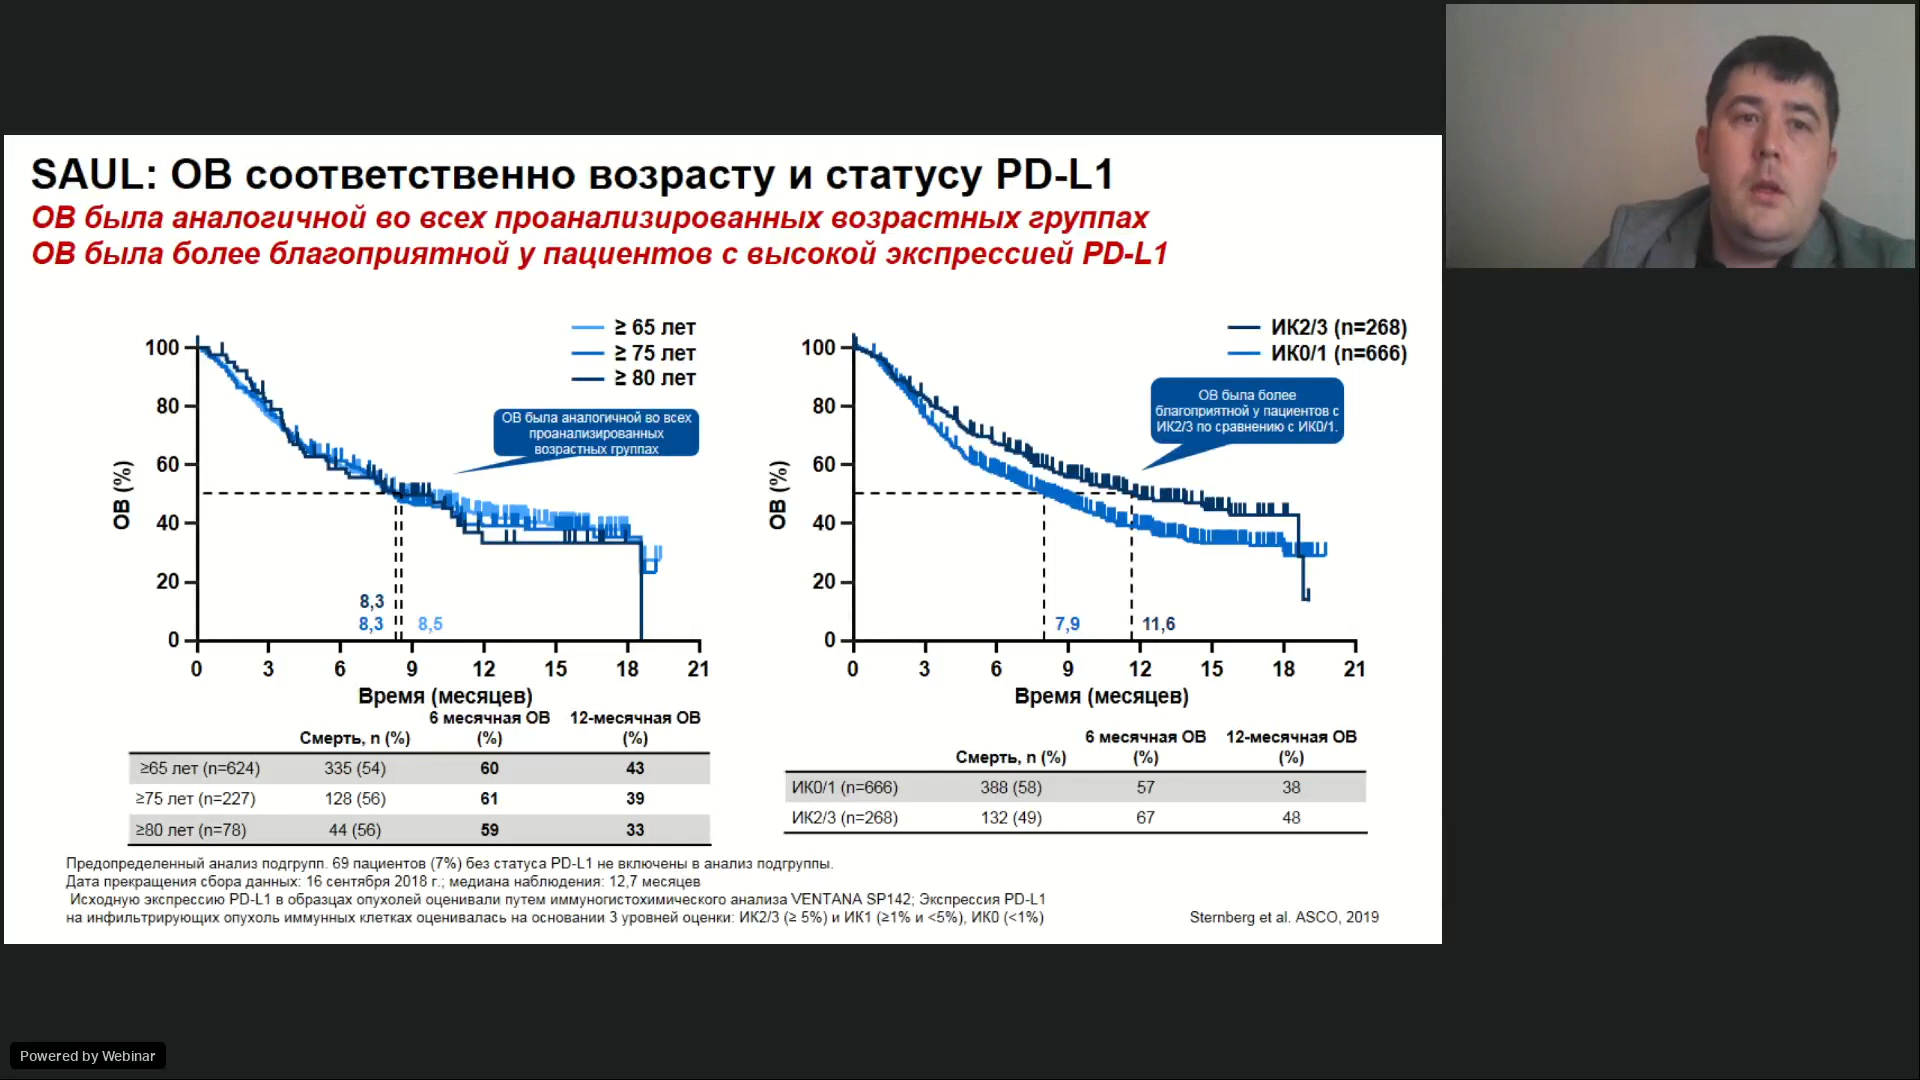 SAUL: ОВ соответственно возрасту и статусу PD-L1
ОВ была аналогичной во всех проанализированных возрастных группах
ОВ была более благоприятной у пациентов с высокой экспрессией PD-L1
≥ 65 лет
≥ 75 лет
≥ 80 лет
ОВ была аналогичной во всех
проанализированных
возрастных группах
ОВ (%)
100
80
60
40
20
0
8,3
8,3
8,5
0 3 6 9 12 15 18 21
Время (месяцев)
ИК2/3 (n=268)
ИК0/1 (n=666)
ОВ была более
благоприятной у пациентов с
ИК2/3 по сравнению с ИК0/1.
ОВ (%)
100
80
60
40
20
0
7,9
11,6
0 3 6 9 12 15 18 21
Время (месяцев)
Смерть, n (%) 6 месячная ОВ (%) 12-месячная ОВ (%)
≥65 лет (n=624) 335 (54) 60 43
≥75 лет (n=227) 128 (56) 61 39
≥80 лет (n=78) 44 (56) 59 33
Смерть, n (%) 6 месячная ОВ (%) 12-месячная ОВ (%)
ИК0/1 (n=666) 388 (58) 57 38
ИК2/3 (n=268) 132 (49) 67 48
Предопределенный анализ подгрупп. 69 пациентов (7%) без статуса PD-L1 не включены в анализ подгруппы.
Дата прекращения сбора данных: 16 сентября 2018 г.; медиана наблюдения: 12,7 месяцев
Исходную экспрессию PD-L1 в образцах опухолей оценивали путем иммуногистохимического анализа VENTANA SP142; Экспрессия PD-L1
на инфильтрирующих опухоль иммунных клетках оценивалась на основании 3 уровней оценки: ИК2/3 (≥ 5%) и ИК1 (≥1% и <5%), ИК0 (<1%)
Sternberg et al. ASCO, 2019
Powered by Webinar